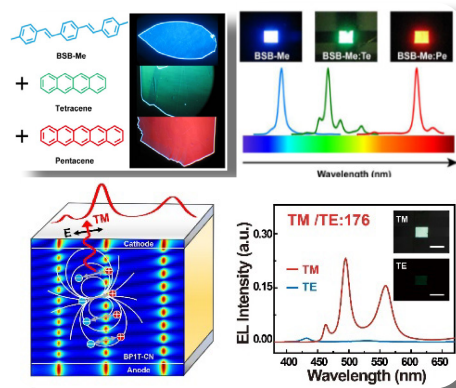 BSB-Me
+
Tetracene
+
Pentacene
BSB-Me
BSB-Me:Te
BSB-Me:Pe
Wavelength (nm)
TM
E
Cathode
BP1T-CN
Anode
TM /TE:176
TM
TE
TM
TE
EL Intensity (a.u.)
0.30
0.15
0.00
400 450 500 550 600 650
Wavelength (nm)